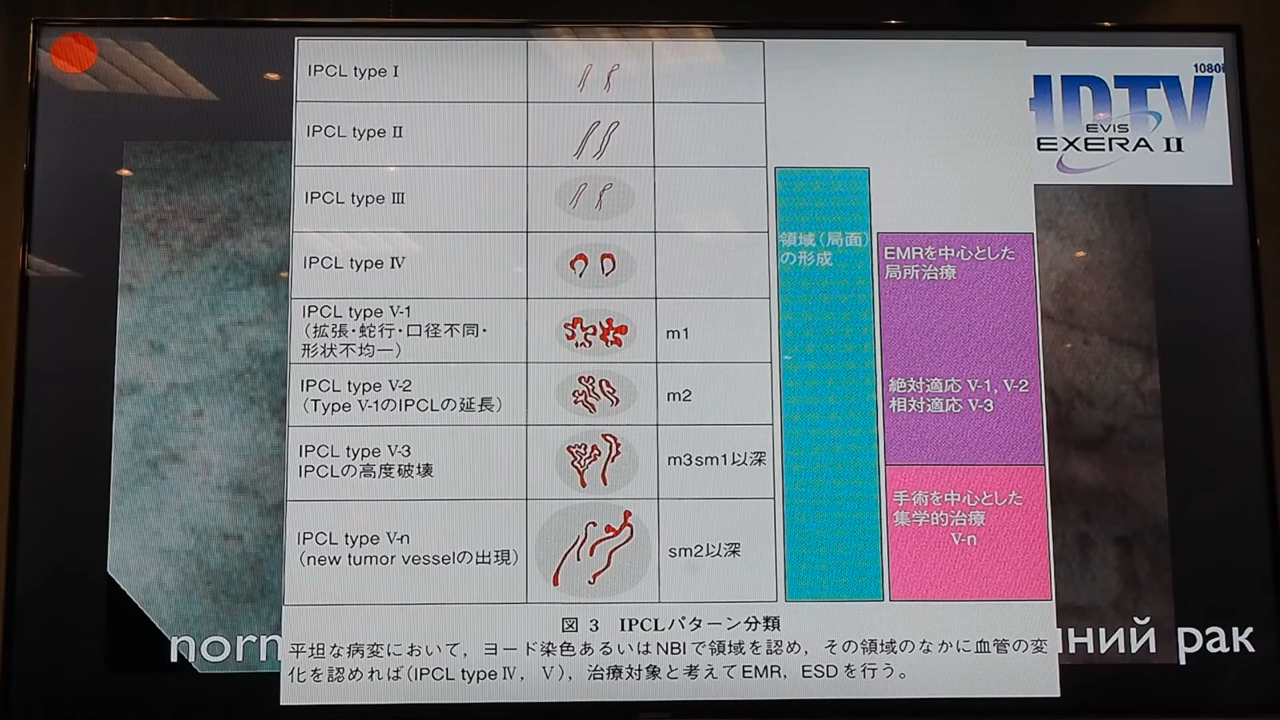 IPCL type Ⅰ
IPCL type Ⅱ
IPCL type Ⅲ
IPCL type Ⅳ
IPCL type Ⅴ-1
（拡張・蛇行・口径不同・
形状不均一）
m1
IPCL type Ⅴ-2
（Type Ⅴ-1のIPCLの延長）
m2
IPCL type Ⅴ-3
IPCLの高度破壊
m3sm1以深
IPCL type Ⅴ-n
（new tumor vesselの出現）
sm2以深
領域（局面）
の形成
EMRを中心とした
局所治療
絶対適応 Ⅴ-1, Ⅴ-2
相対適応 Ⅴ-3
手術を中心とした
集学的治療
Ⅴ-n
1080i
HDTV
EVIS
EXERA Ⅱ
図 3　IPCLパターン分類
平坦な病変において，ヨード染色あるいはNBIで領域を認め，その領域のなかに血管の変
化を認めれば（IPCL type Ⅳ， Ⅴ），治療対象と考えてEMR，ESDを行う。
рак